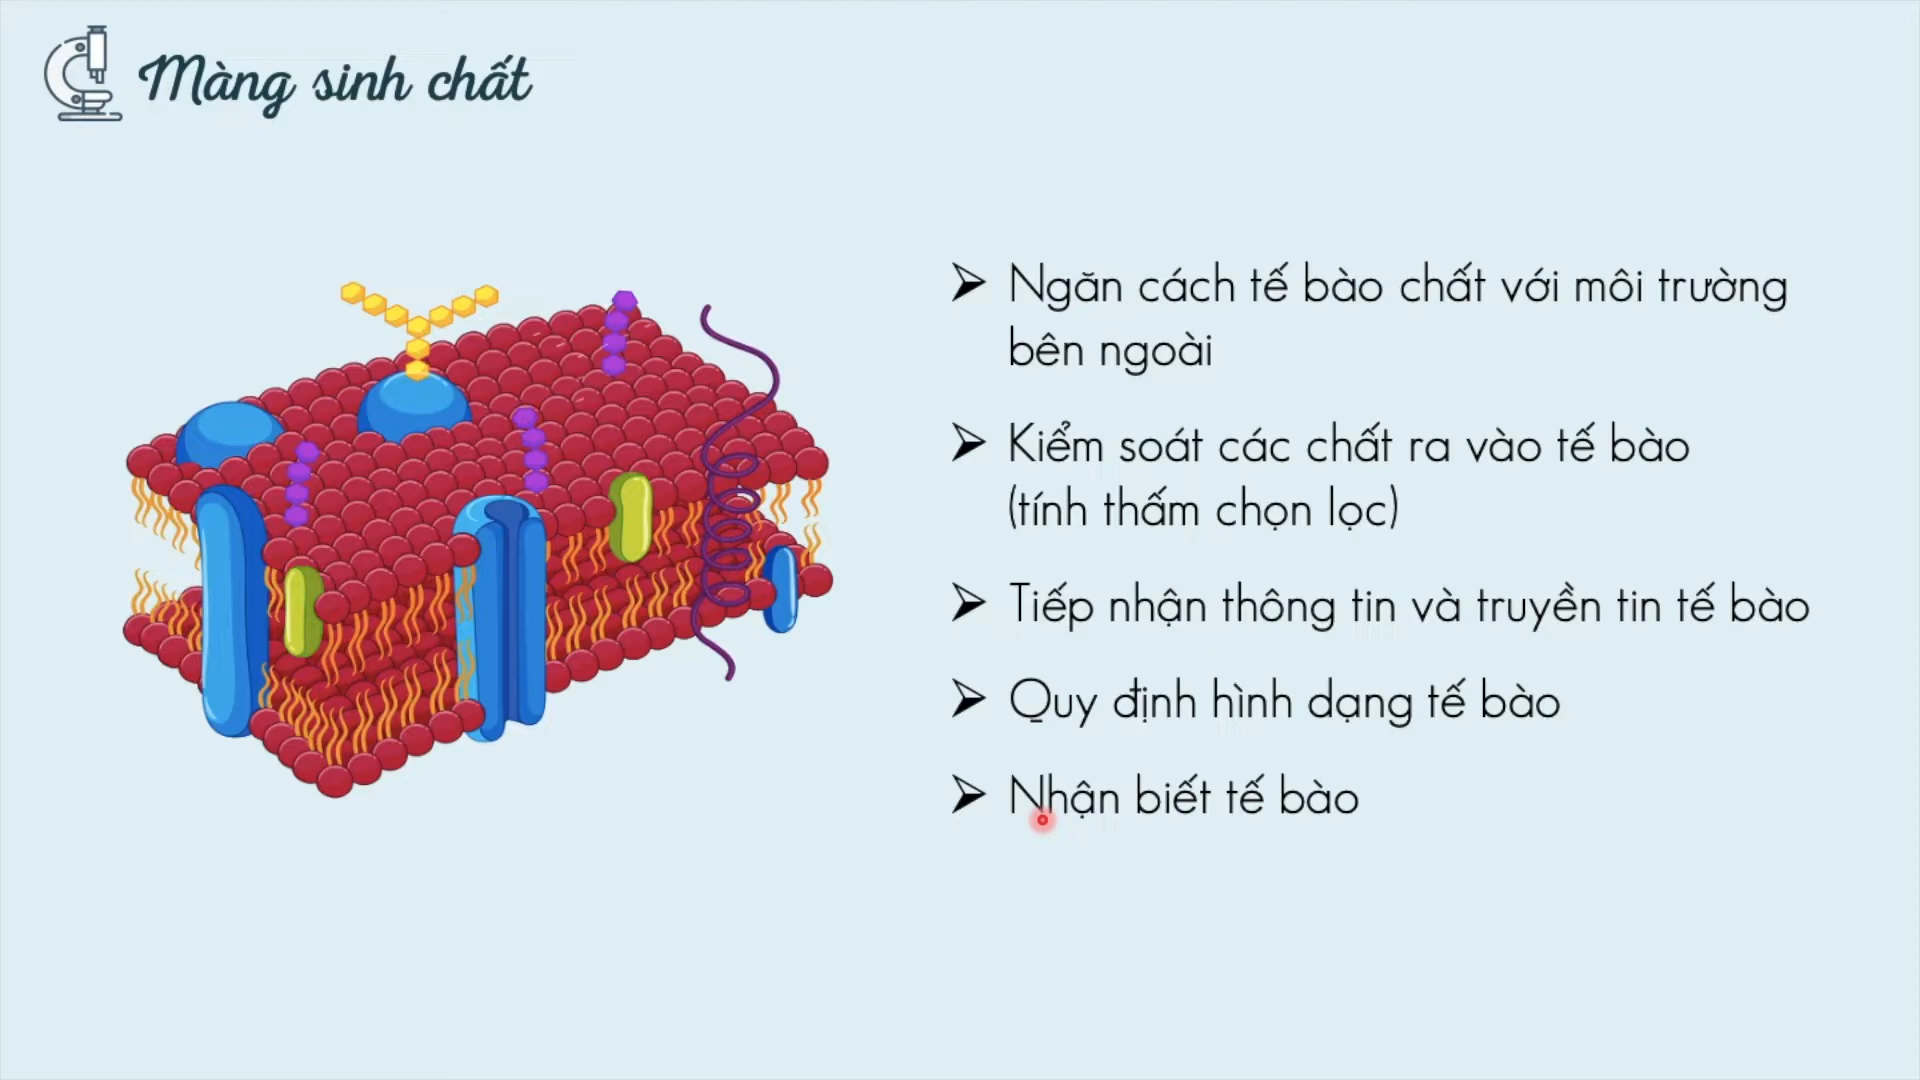 Màng sinh chất
➢ Ngăn cách tế bào chất với môi trường
bên ngoài
➢ Kiểm soát các chất ra vào tế bào
(tính thấm chọn lọc)
➢ Tiếp nhận thông tin và truyền tin tế bào
➢ Quy định hình dạng tế bào
➢ Nhận biết tế bào